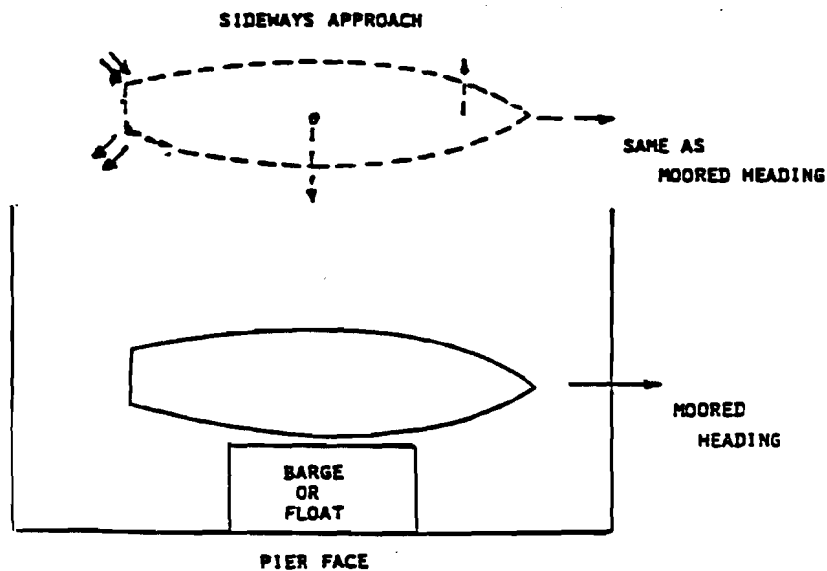 SIDEWAYS APPROACH
SAME AS
MOORED HEADING
MOORED
HEADING
BARGE
OR
FLOAT
PIER FACE